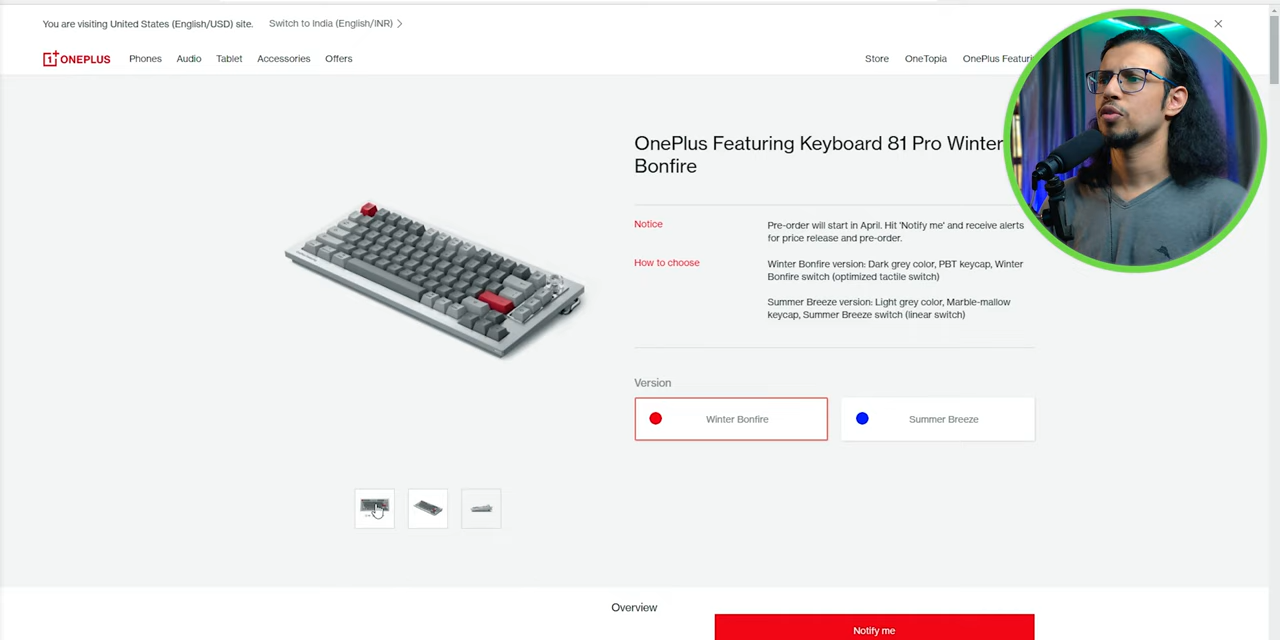 You are visiting United States (English/USD) site. Switch to India (English/INR)
ONEPLUS Phones Audio Tablet Accessories Offers Store OneTopia OnePlus Featuri
OnePlus Featuring Keyboard 81 Pro Winter
Bonfire
Notice
Pre-order will start in April. Hit 'Notify me' and receive alerts
for price release and pre-order.
How to choose
Winter Bonfire version: Dark grey color, PBT keycap, Winter
Bonfire switch (optimized tactile switch)
Summer Breeze version: Light grey color, Marble-mallow
keycap, Summer Breeze switch (linear switch)
Version
Winter Bonfire
Summer Breeze
Overview
Notify me